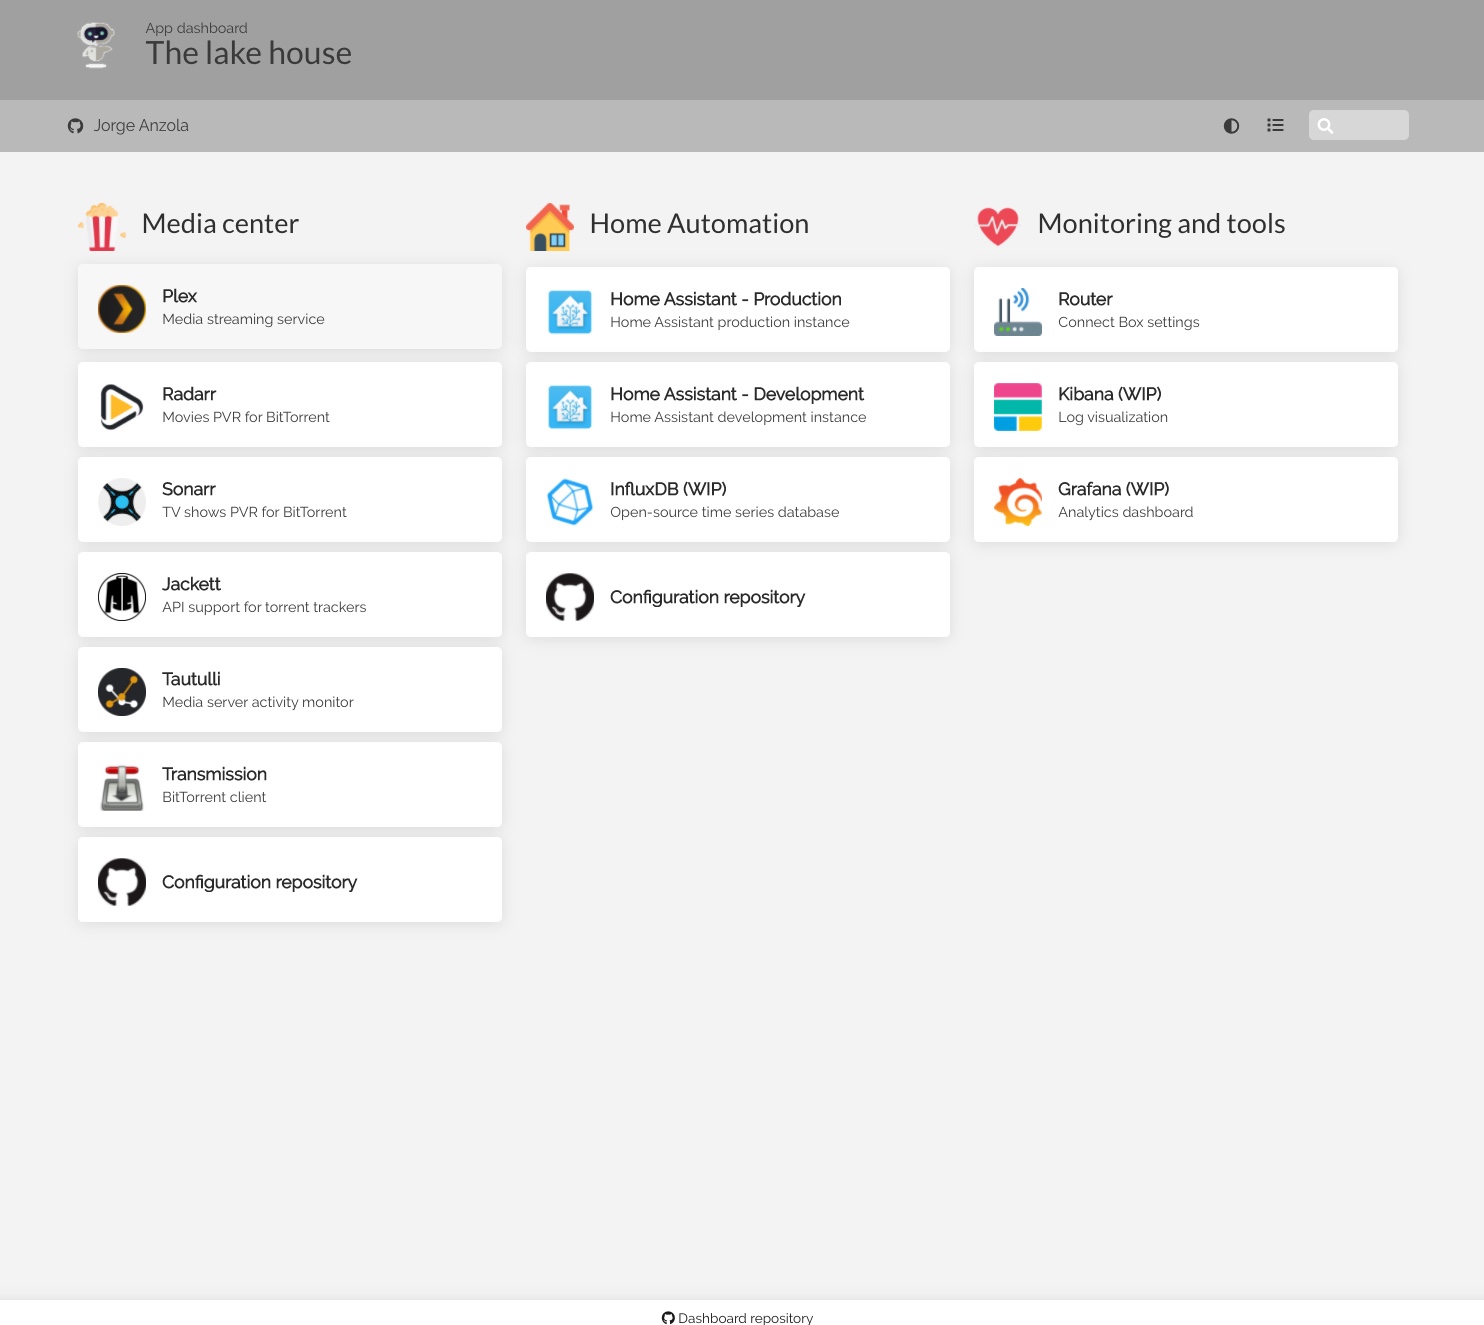 App dashboard
The lake house
Jorge Anzola
Media center
Plex
Media streaming service
Radarr
Movies PVR for BitTorrent
Sonarr
TV shows PVR for BitTorrent
Jackett
API support for torrent trackers
Tautulli
Media server activity monitor
Transmission
BitTorrent client
Configuration repository
Home Automation
Home Assistant - Production
Home Assistant production instance
Home Assistant - Development
Home Assistant development instance
InfluxDB (WIP)
Open-source time series database
Configuration repository
Monitoring and tools
Router
Connect Box settings
Kibana (WIP)
Log visualization
Grafana (WIP)
Analytics dashboard
Dashboard repository